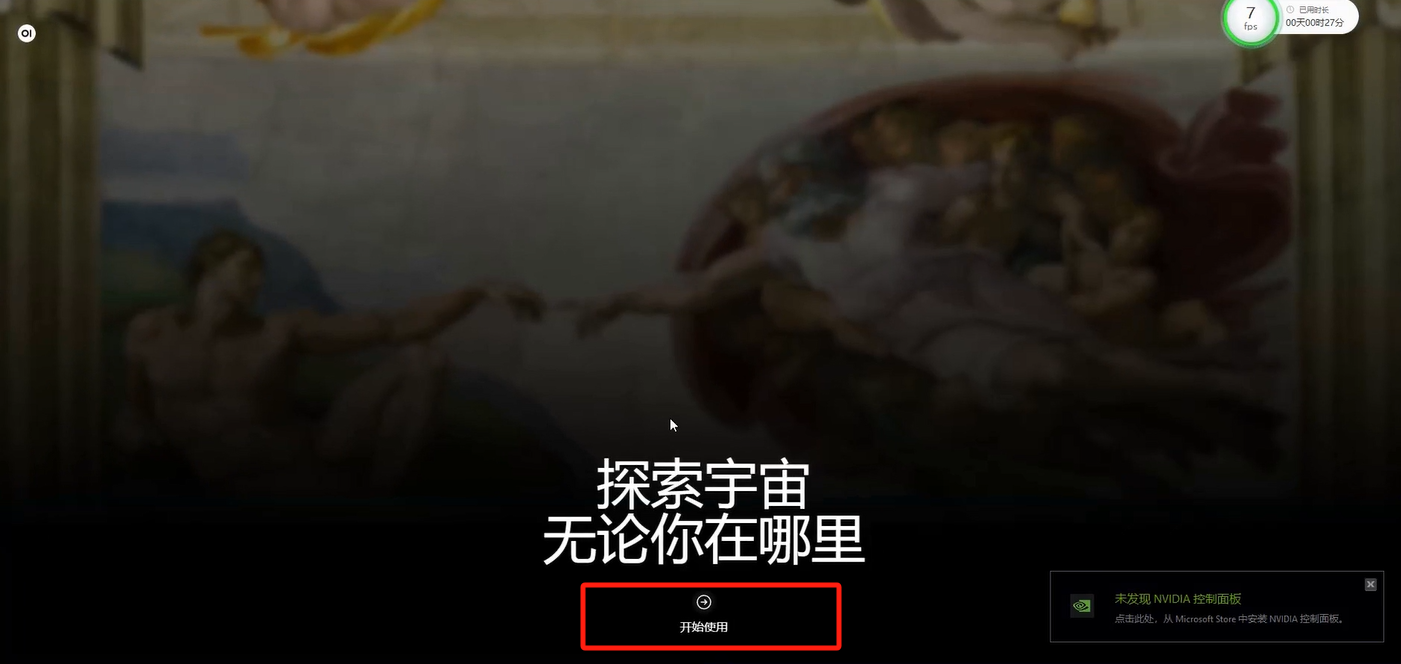 OI
7
fps
已用时长
00天00时27分
探索宇宙
无论你在哪里
开始使用
未发现 NVIDIA 控制面板
点击此处，从 Microsoft Store 中安装 NVIDIA 控制面板。